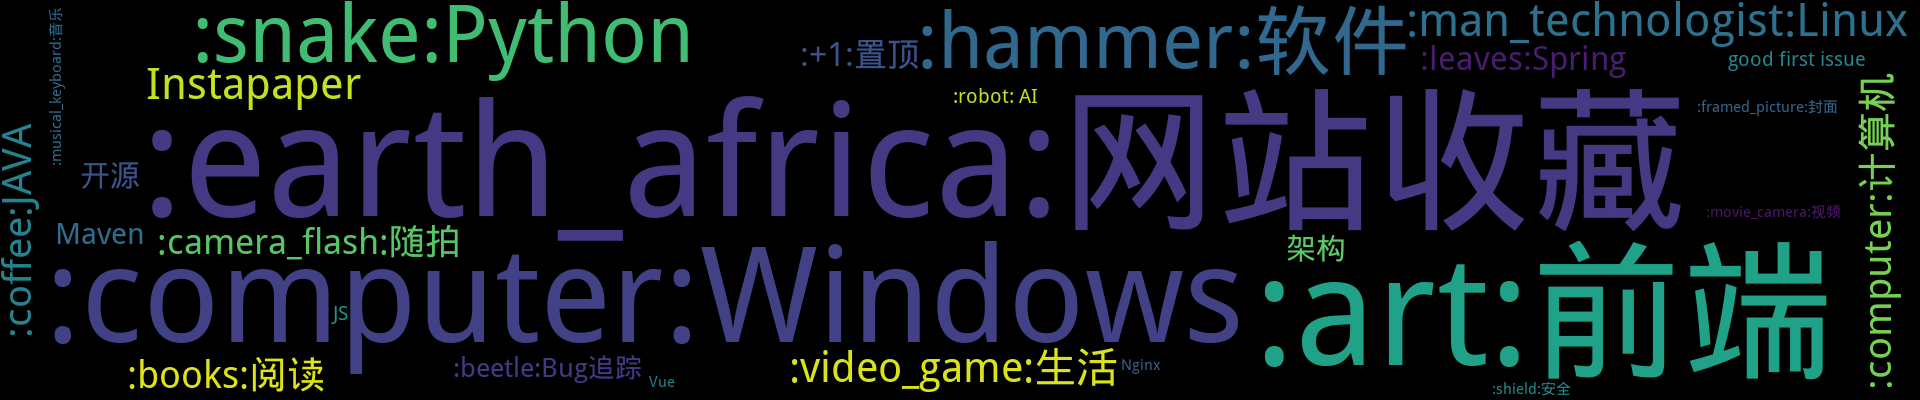 :snake:Python
:hammer:软件
:man_technologist:Linux
:+1:置顶
:leaves:Spring
good first issue
:musical_keyboard:音乐
Instapaper
:robot: AI
:framed_picture:封面
:earth_africa:网站收藏
:computer:计算机
:coffee:JAVA
开源
:movie_camera:视频
Maven
:camera_flash:随拍
架构
:computer:Windows
:art:前端
JS
:books:阅读
:beetle:Bug追踪
Vue
:video_game:生活
Nginx
:shield:安全